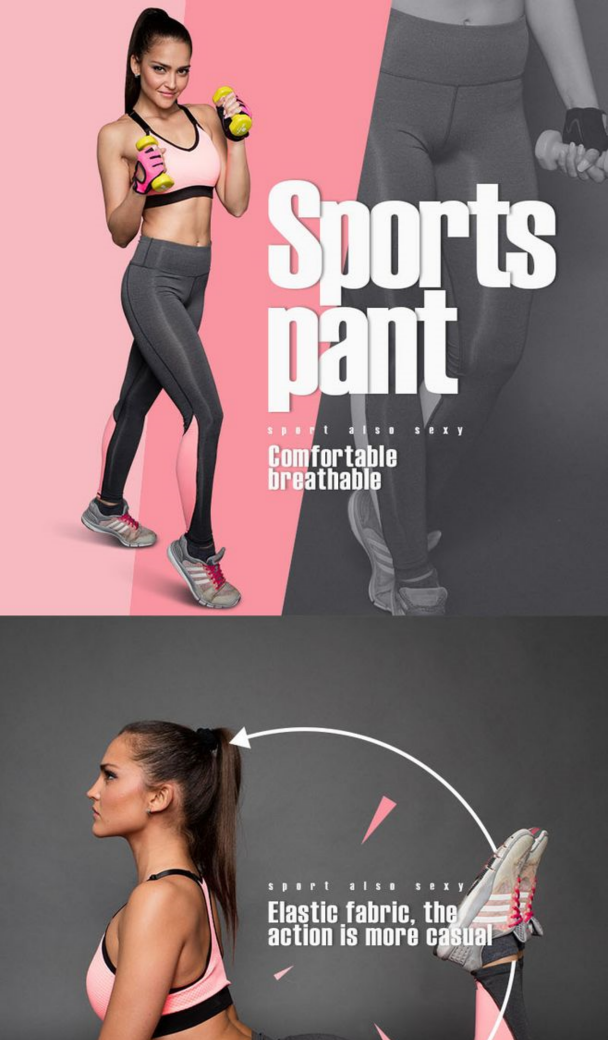 Sports
pant
sport also sexy
Comfortable
breathable
sport also sexy
Elastic fabric, the
action is more casual